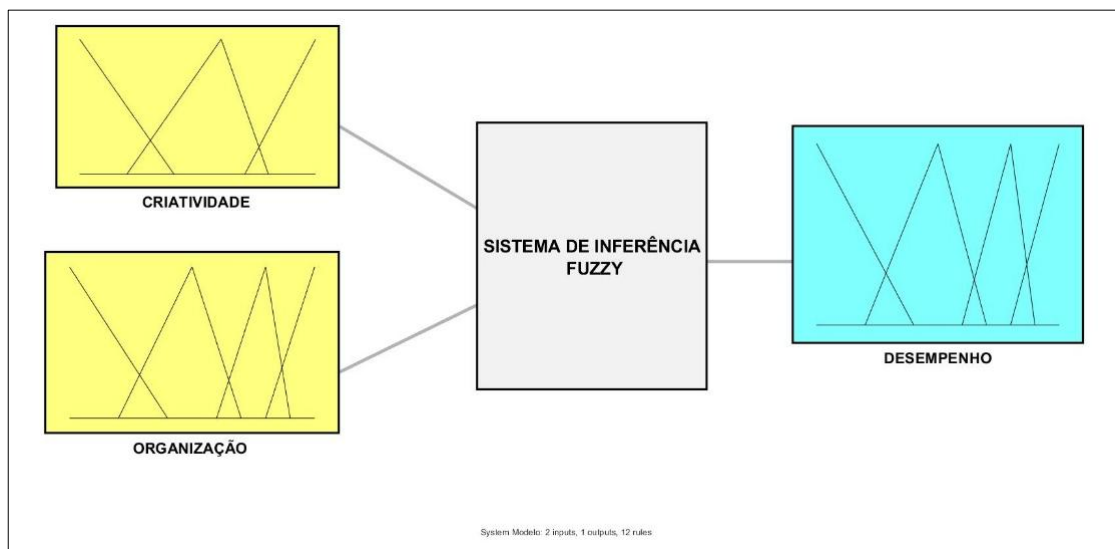 CRIATIVIDADE
ORGANIZAÇÃO
SISTEMA DE INFERÊNCIA
FUZZY
DESEMPENHO
System Modelo: 2 inputs, 1 outputs, 12 rules